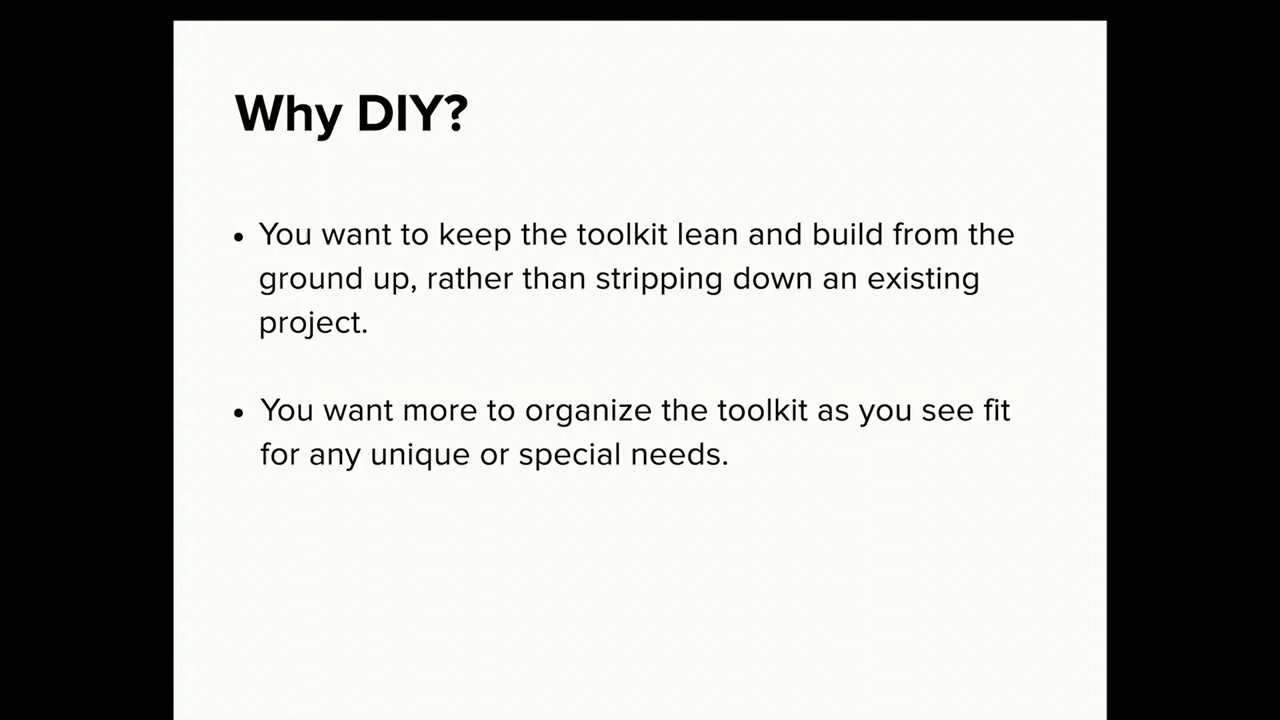 Why DIY?
• You want to keep the toolkit lean and build from the
ground up, rather than stripping down an existing
project.
• You want more to organize the toolkit as you see fit
for any unique or special needs.